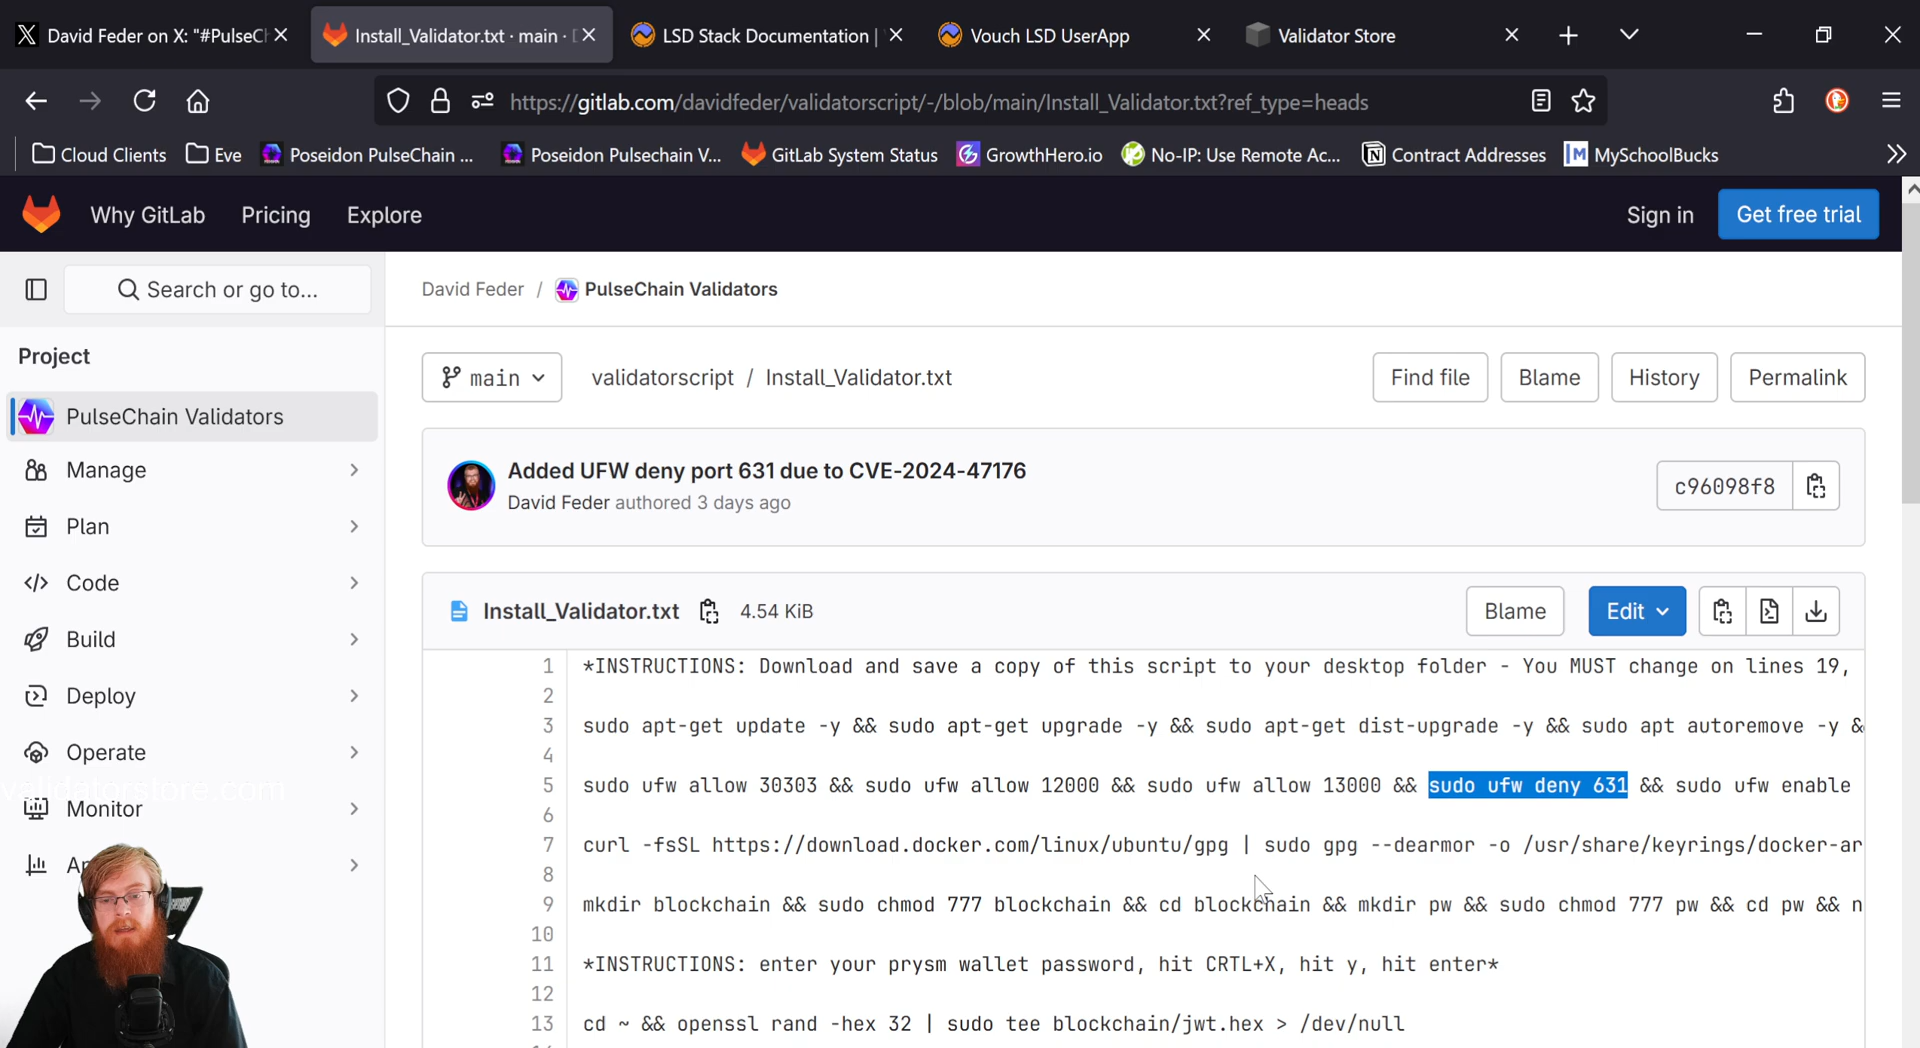 David Feder on X: "#PulseCh
Install_Validator.txt · main ·
LSD Stack Documentation |
Vouch LSD UserApp
Validator Store
https://gitlab.com/davidfeder/validatorscript/-/blob/main/Install_Validator.txt?ref_type=heads
Cloud Clients
Eve
Poseidon PulseChain ...
Poseidon Pulsechain V...
GitLab System Status
GrowthHero.io
No-IP: Use Remote Ac...
Contract Addresses
MySchoolBucks
Why GitLab
Pricing
Explore
Sign in
Get free trial
Search or go to...
David Feder / PulseChain Validators
Project
main
validatorscript / Install_Validator.txt
Find file
Blame
History
Permalink
PulseChain Validators
Manage
Plan
Code
Build
Deploy
Operate
validatorstore.com
Monitor
Added UFW deny port 631 due to CVE-2024-47176
David Feder authored 3 days ago
c96098f8
Install_Validator.txt
4.54 KiB
Blame
Edit
1 *INSTRUCTIONS: Download and save a copy of this script to your desktop folder - You MUST change on lines 19,
2
3 sudo apt-get update -y && sudo apt-get upgrade -y && sudo apt-get dist-upgrade -y && sudo apt autoremove -y &
4
5 sudo ufw allow 30303 && sudo ufw allow 12000 && sudo ufw allow 13000 && sudo ufw deny 631 && sudo ufw enable
6
7 curl -fsSL https://download.docker.com/linux/ubuntu/gpg | sudo gpg --dearmor -o /usr/share/keyrings/docker-ar
8
9 mkdir blockchain && sudo chmod 777 blockchain && cd blockchain && mkdir pw && sudo chmod 777 pw && cd pw && n
10
11 *INSTRUCTIONS: enter your prysm wallet password, hit CRTL+X, hit y, hit enter*
12
13 cd ~ && openssl rand -hex 32 | sudo tee blockchain/jwt.hex > /dev/null